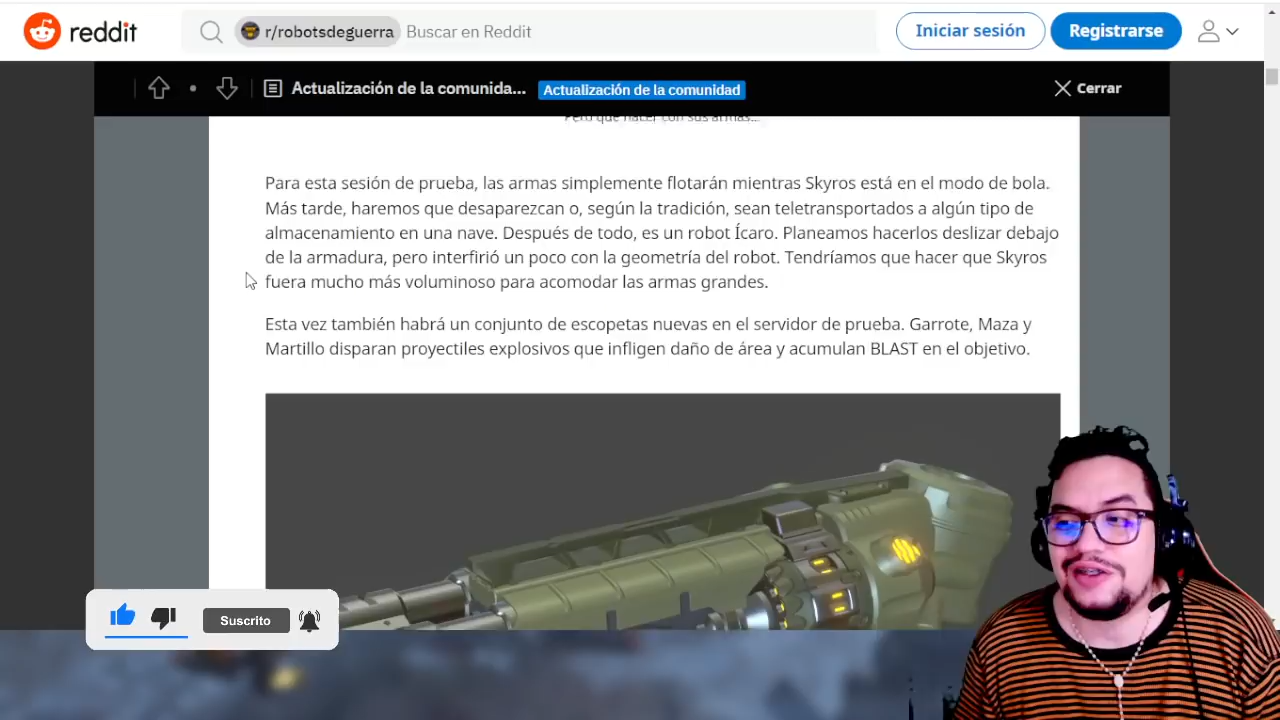 reddit
r/robotsdeguerra
Buscar en Reddit
Iniciar sesión
Registrarse
Actualización de la comunida...
Actualización de la comunidad
Cerrar
Pero qué hacer con sus armas...
Para esta sesión de prueba, las armas simplemente flotarán mientras Skyros está en el modo de bola.
Más tarde, haremos que desaparezcan o, según la tradición, sean teletransportados a algún tipo de
almacenamiento en una nave. Después de todo, es un robot Ícaro. Planeamos hacerlos deslizar debajo
de la armadura, pero interfirió un poco con la geometría del robot. Tendríamos que hacer que Skyros
fuera mucho más voluminoso para acomodar las armas grandes.
Esta vez también habrá un conjunto de escopetas nuevas en el servidor de prueba. Garrote, Maza y
Martillo disparan proyectiles explosivos que infligen daño de área y acumulan BLAST en el objetivo.
Suscrito